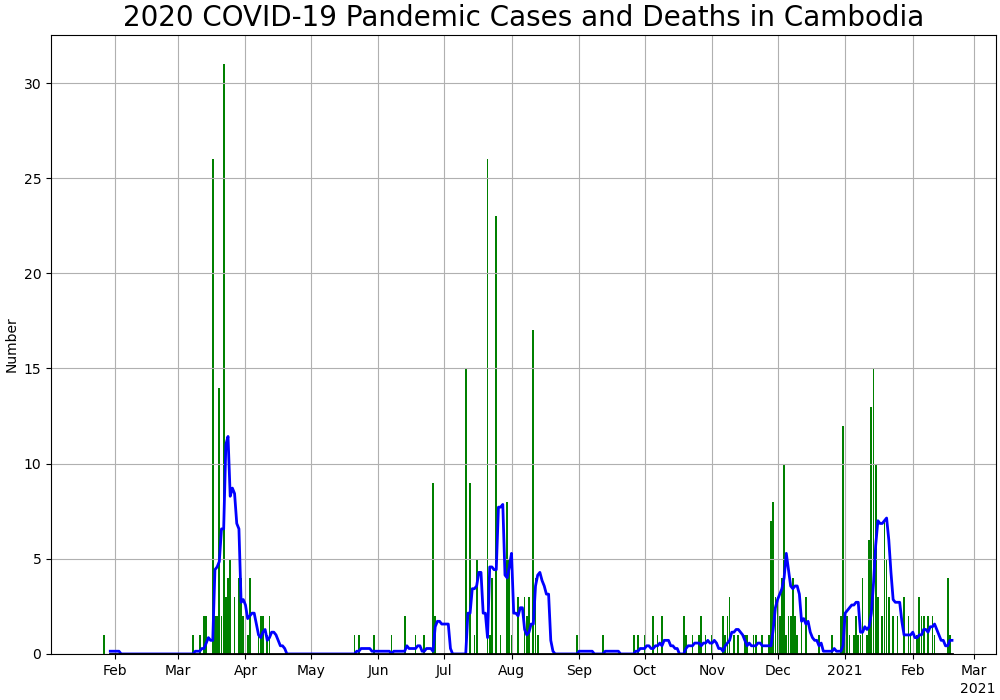 2020 COVID-19 Pandemic Cases and Deaths in Cambodia
30
25
20
15
10
5
0
Number
Feb Mar Apr May Jun Jul Aug Sep Oct Nov Dec 2021 Feb Mar
2021